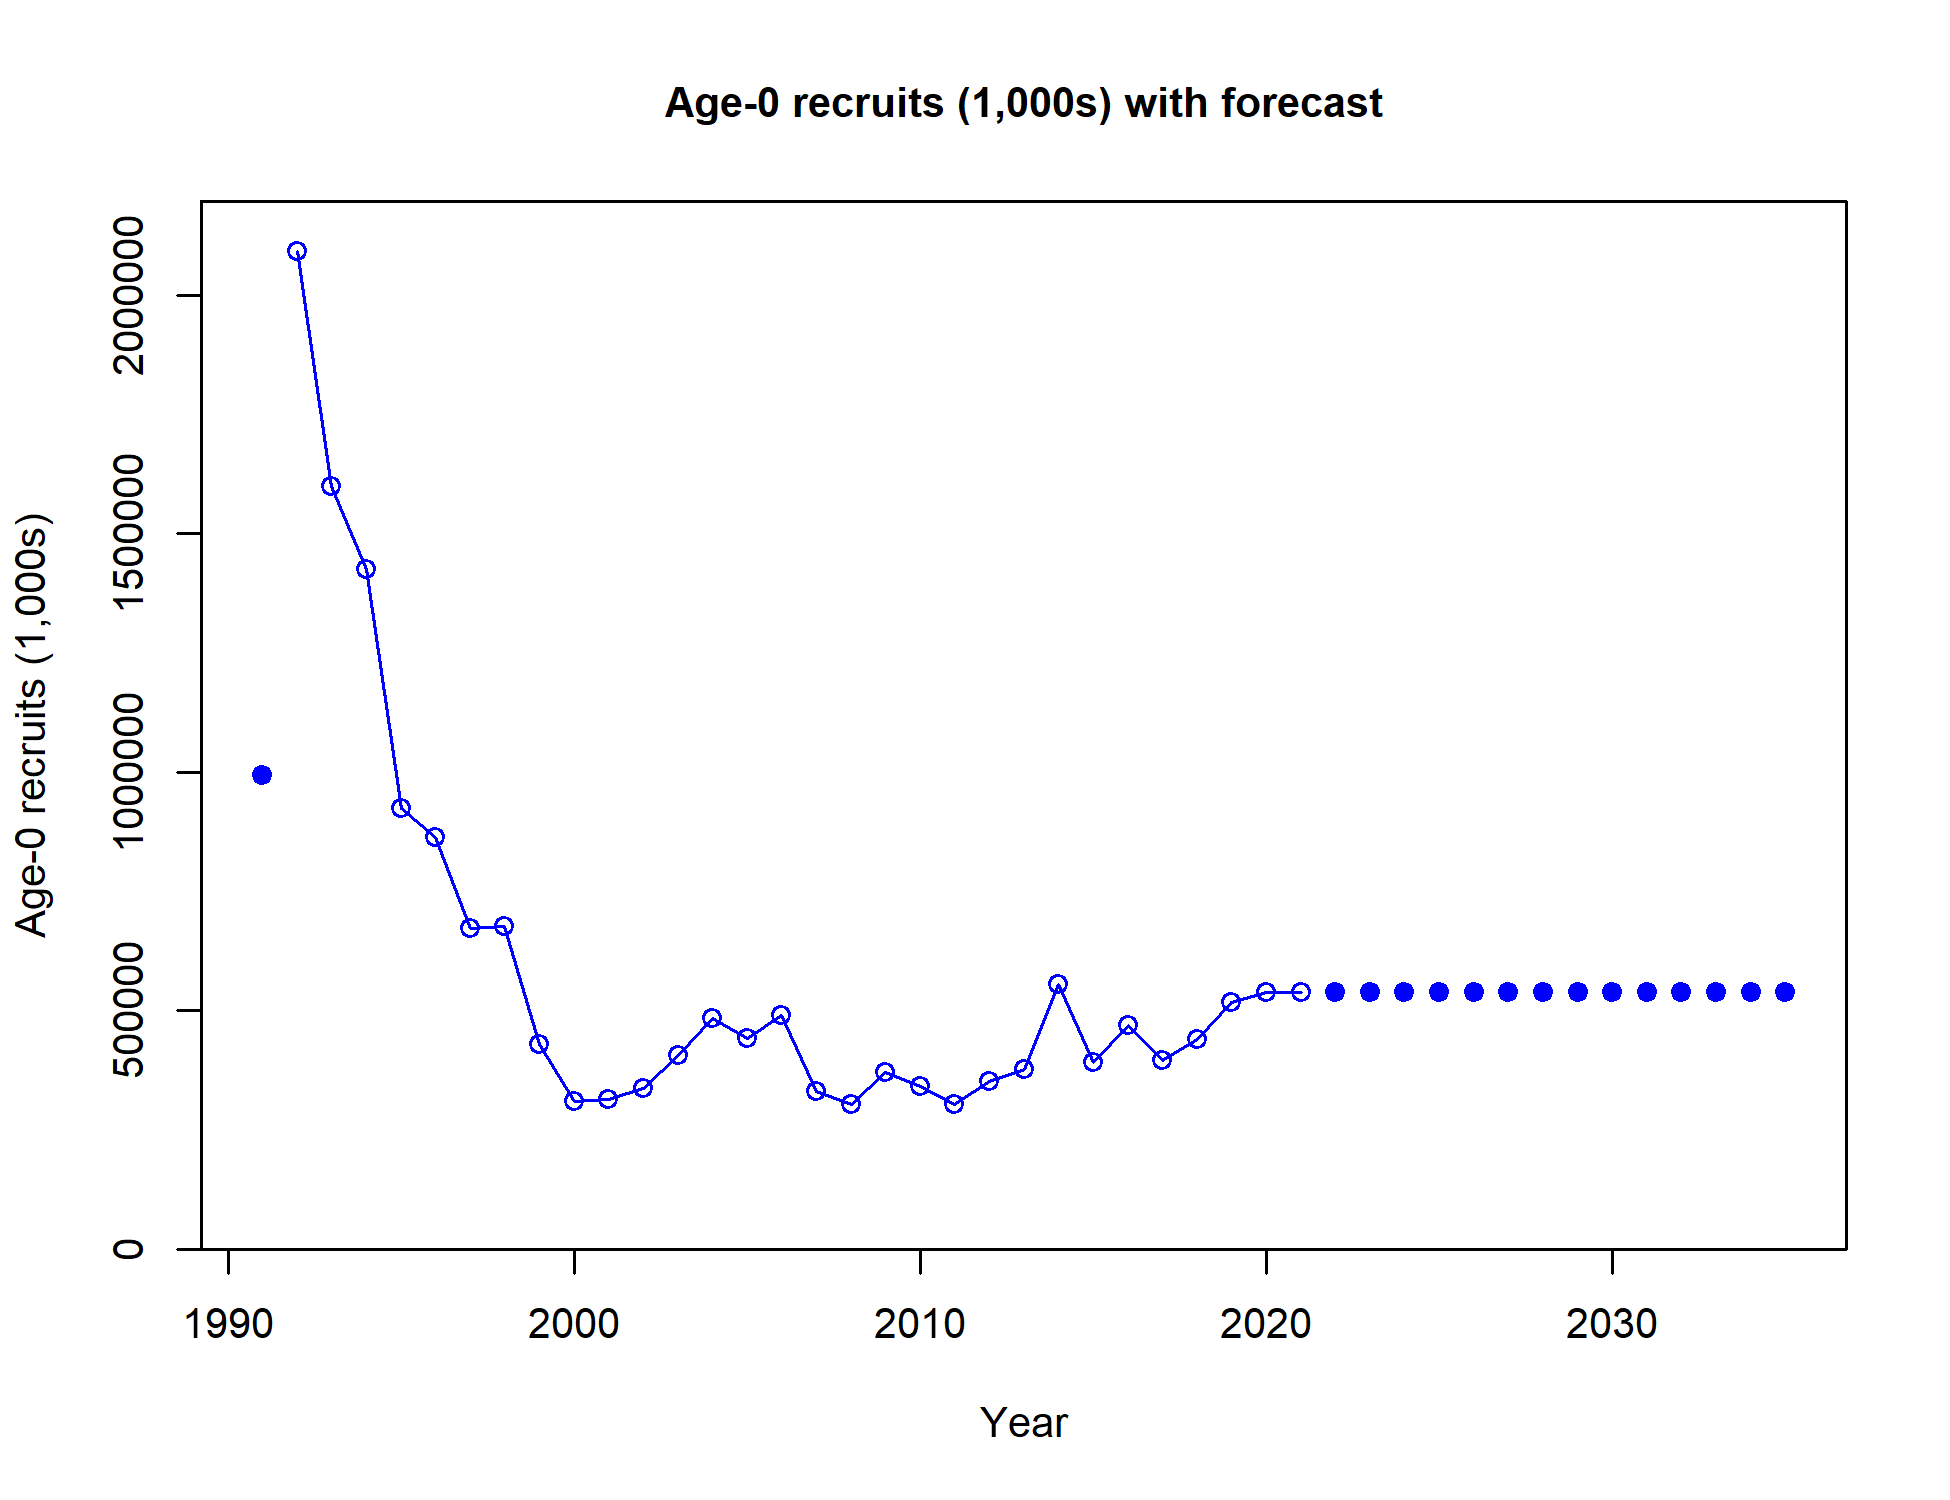 Age-0 recruits (1,000s) with forecast
Age-0 recruits (1,000s)
2000000
1500000
1000000
500000
0
1990 2000 2010 2020 2030
Year